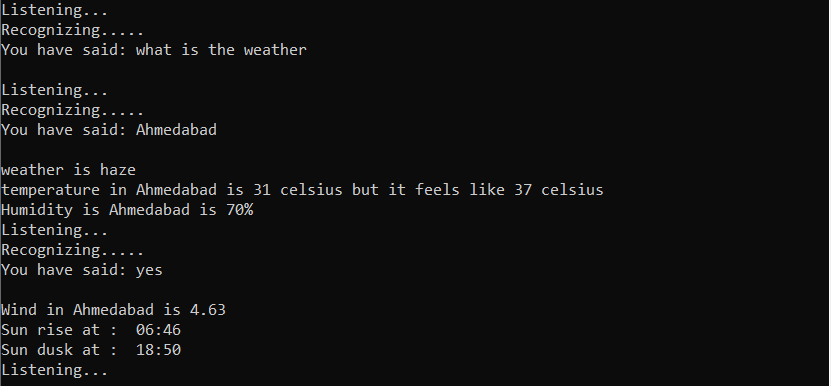 Listening...
Recognizing.....
You have said: what is the weather
Listening...
Recognizing.....
You have said: Ahmedabad
weather is haze
temperature in Ahmedabad is 31 celsius but it feels like 37 celsius
Humidity is Ahmedabad is 70%
Listening...
Recognizing.....
You have said: yes
Wind in Ahmedabad is 4.63
Sun rise at :  06:46
Sun dusk at :  18:50
Listening...